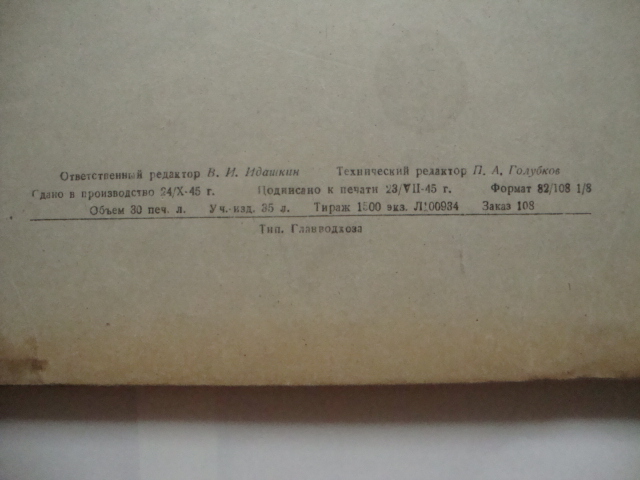 Ответственный редактор В. И. Идашкин Технический редактор П. А. Голубков
Сдано в производство 24/X-45 г. Подписано к печати 23/VII-45 г. Формат 82/108 1/8
Объем 30 печ. л. Уч.-изд. 35 л. Тираж 1500 экз. Л100934 Заказ 108
Тип. Главводхоза